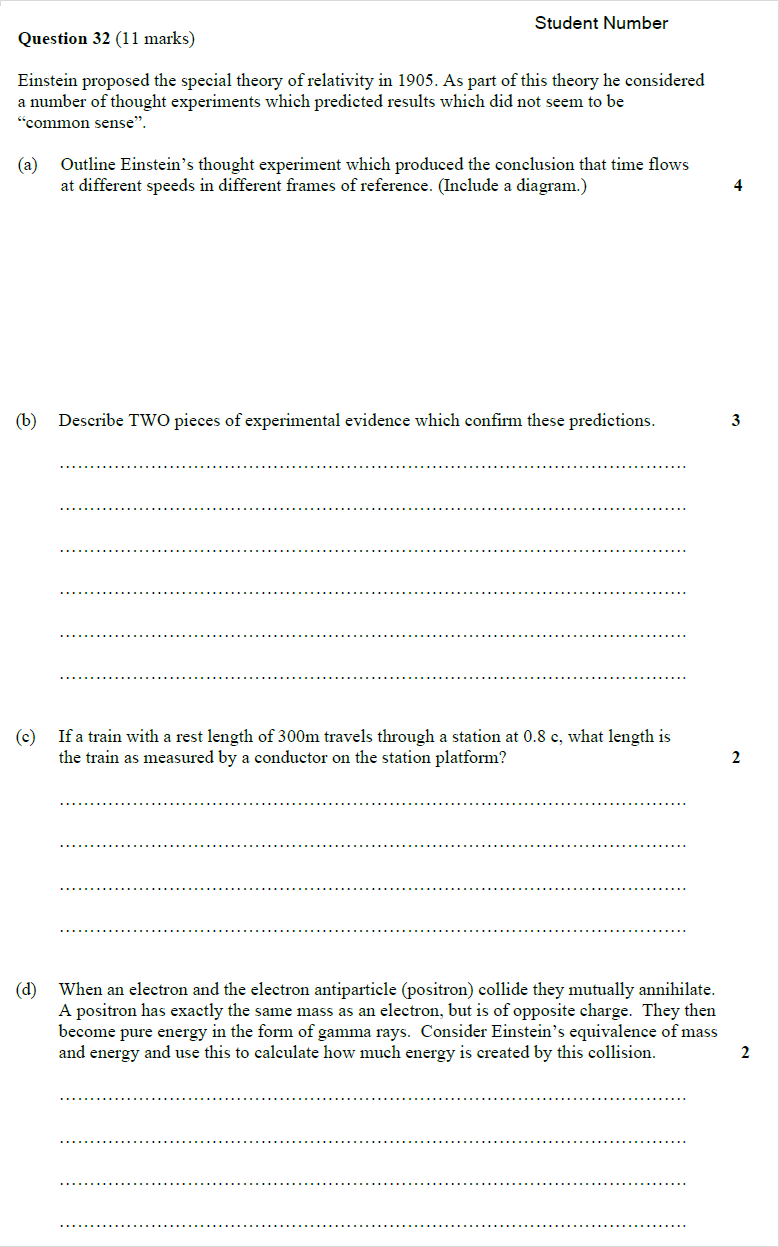 Student Number
Question 32 (11 marks)
Einstein proposed the special theory of relativity in 1905. As part of this theory he considered
a number of thought experiments which predicted results which did not seem to be
“common sense”.
(a) Outline Einstein’s thought experiment which produced the conclusion that time flows
at different speeds in different frames of reference. (Include a diagram.) 4
(b) Describe TWO pieces of experimental evidence which confirm these predictions. 3
(c) If a train with a rest length of 300m travels through a station at 0.8 c, what length is
the train as measured by a conductor on the station platform? 2
(d) When an electron and the electron antiparticle (positron) collide they mutually annihilate.
A positron has exactly the same mass as an electron, but is of opposite charge. They then
become pure energy in the form of gamma rays. Consider Einstein’s equivalence of mass
and energy and use this to calculate how much energy is created by this collision. 2